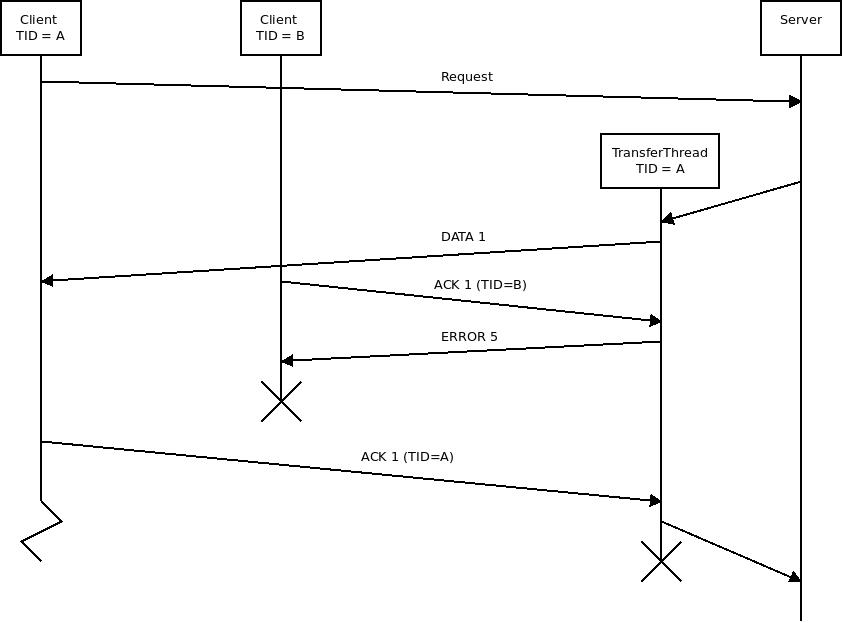 Client
TID = A
Client
TID = B
Server
Request
TransferThread
TID = A
DATA 1
ACK 1 (TID=B)
ERROR 5
ACK 1 (TID=A)